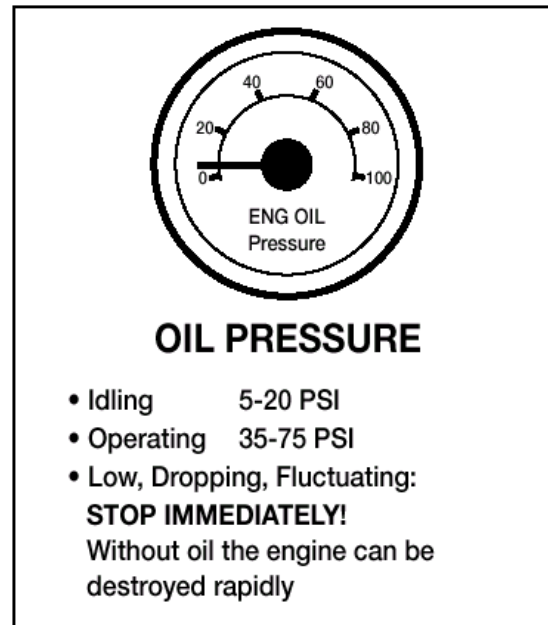 40 60
20 80
0 100
ENG OIL
Pressure
OIL PRESSURE
• Idling 5-20 PSI
• Operating 35-75 PSI
• Low, Dropping, Fluctuating:
STOP IMMEDIATELY!
Without oil the engine can be
destroyed rapidly